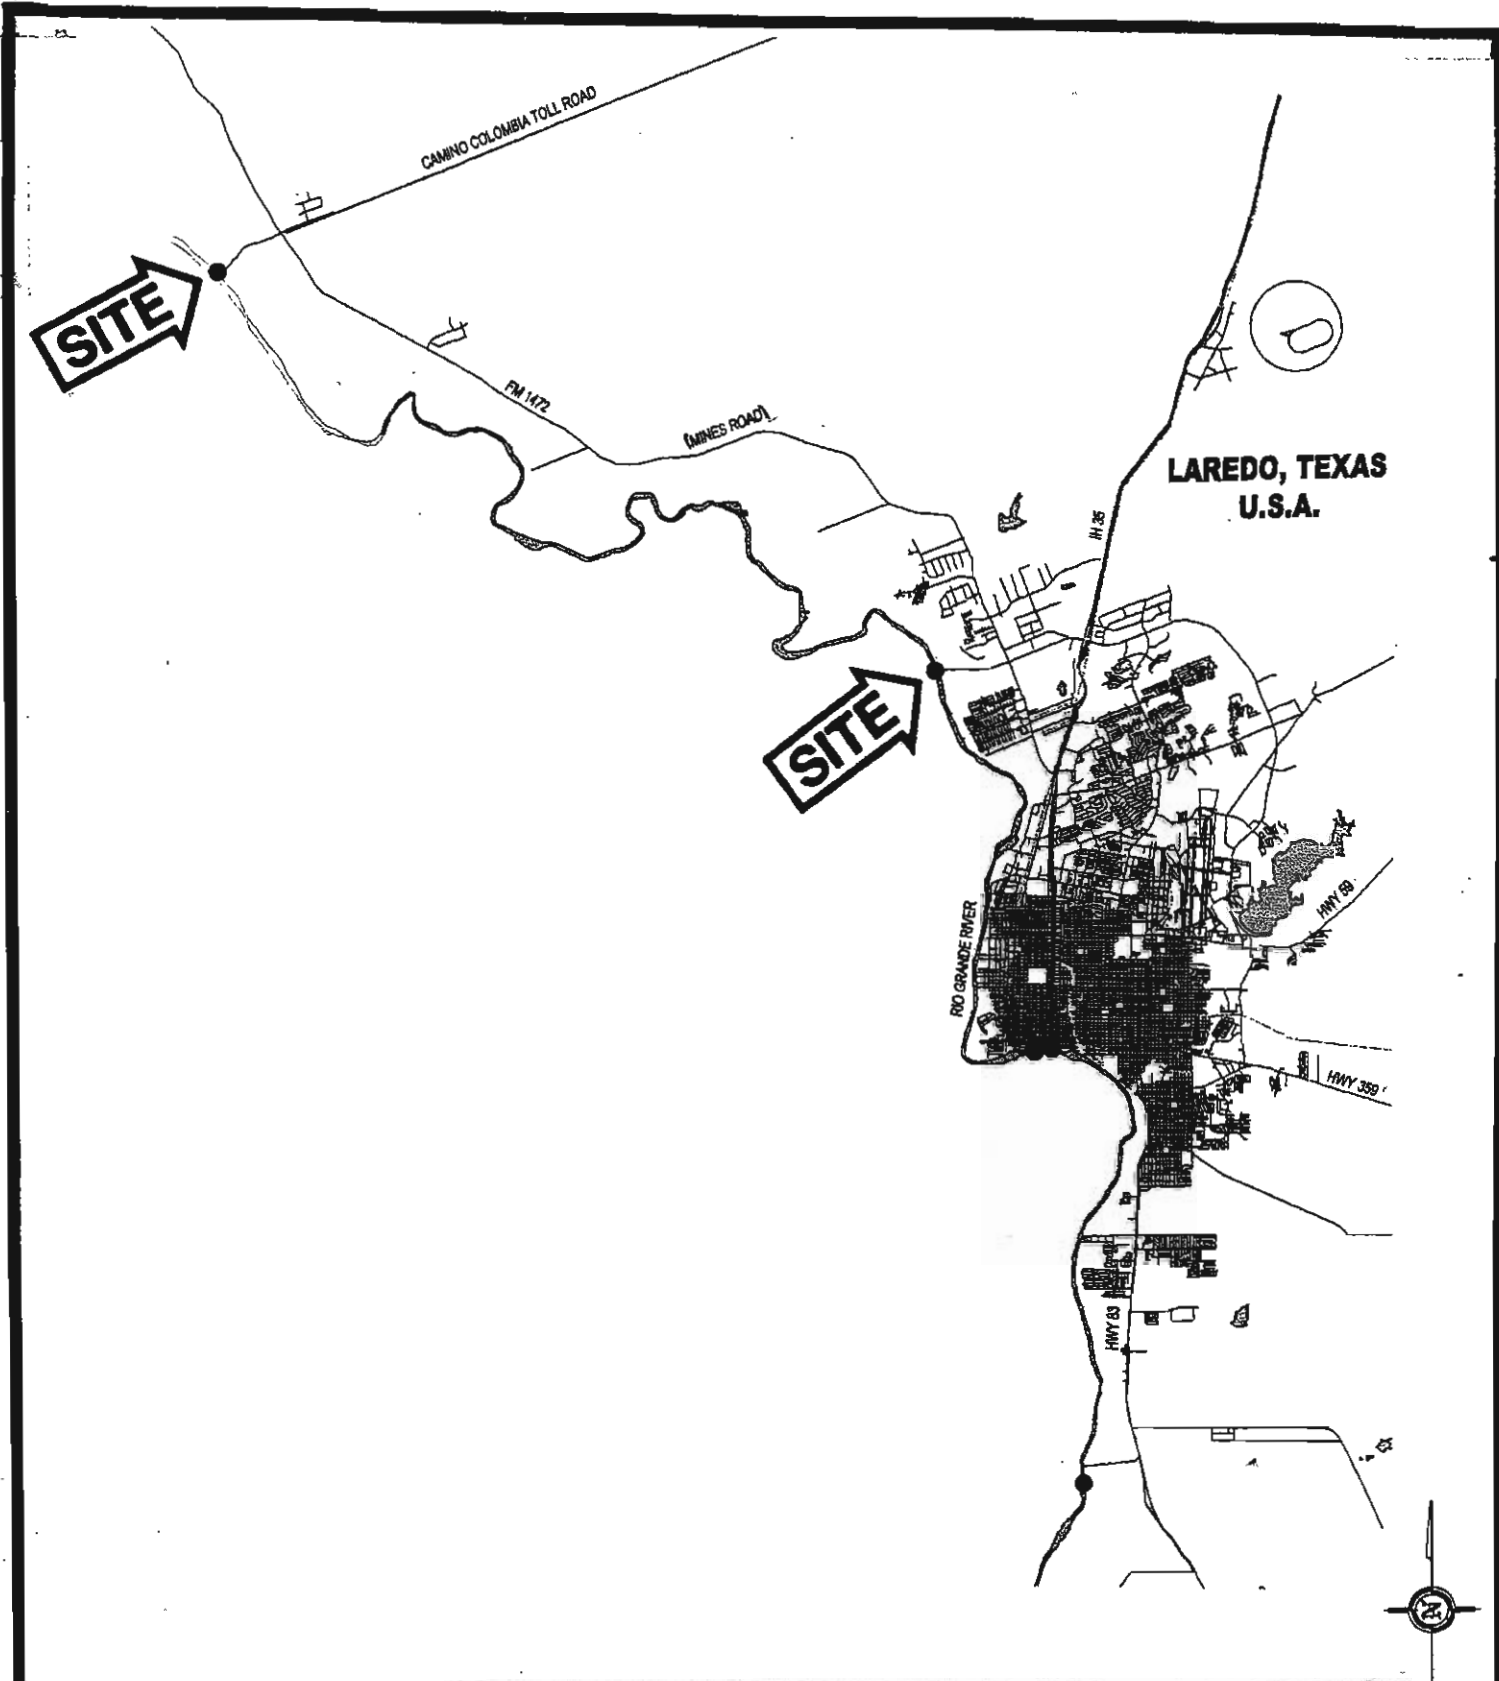 CAMINO COLOMBIA TOLL ROAD
SITE
FM 1472
(MINES ROAD)
LAREDO, TEXAS
U.S.A.
IH 35
SITE
HWY 59
RIO GRANDE RIVER
HWY 359
HWY 83
N